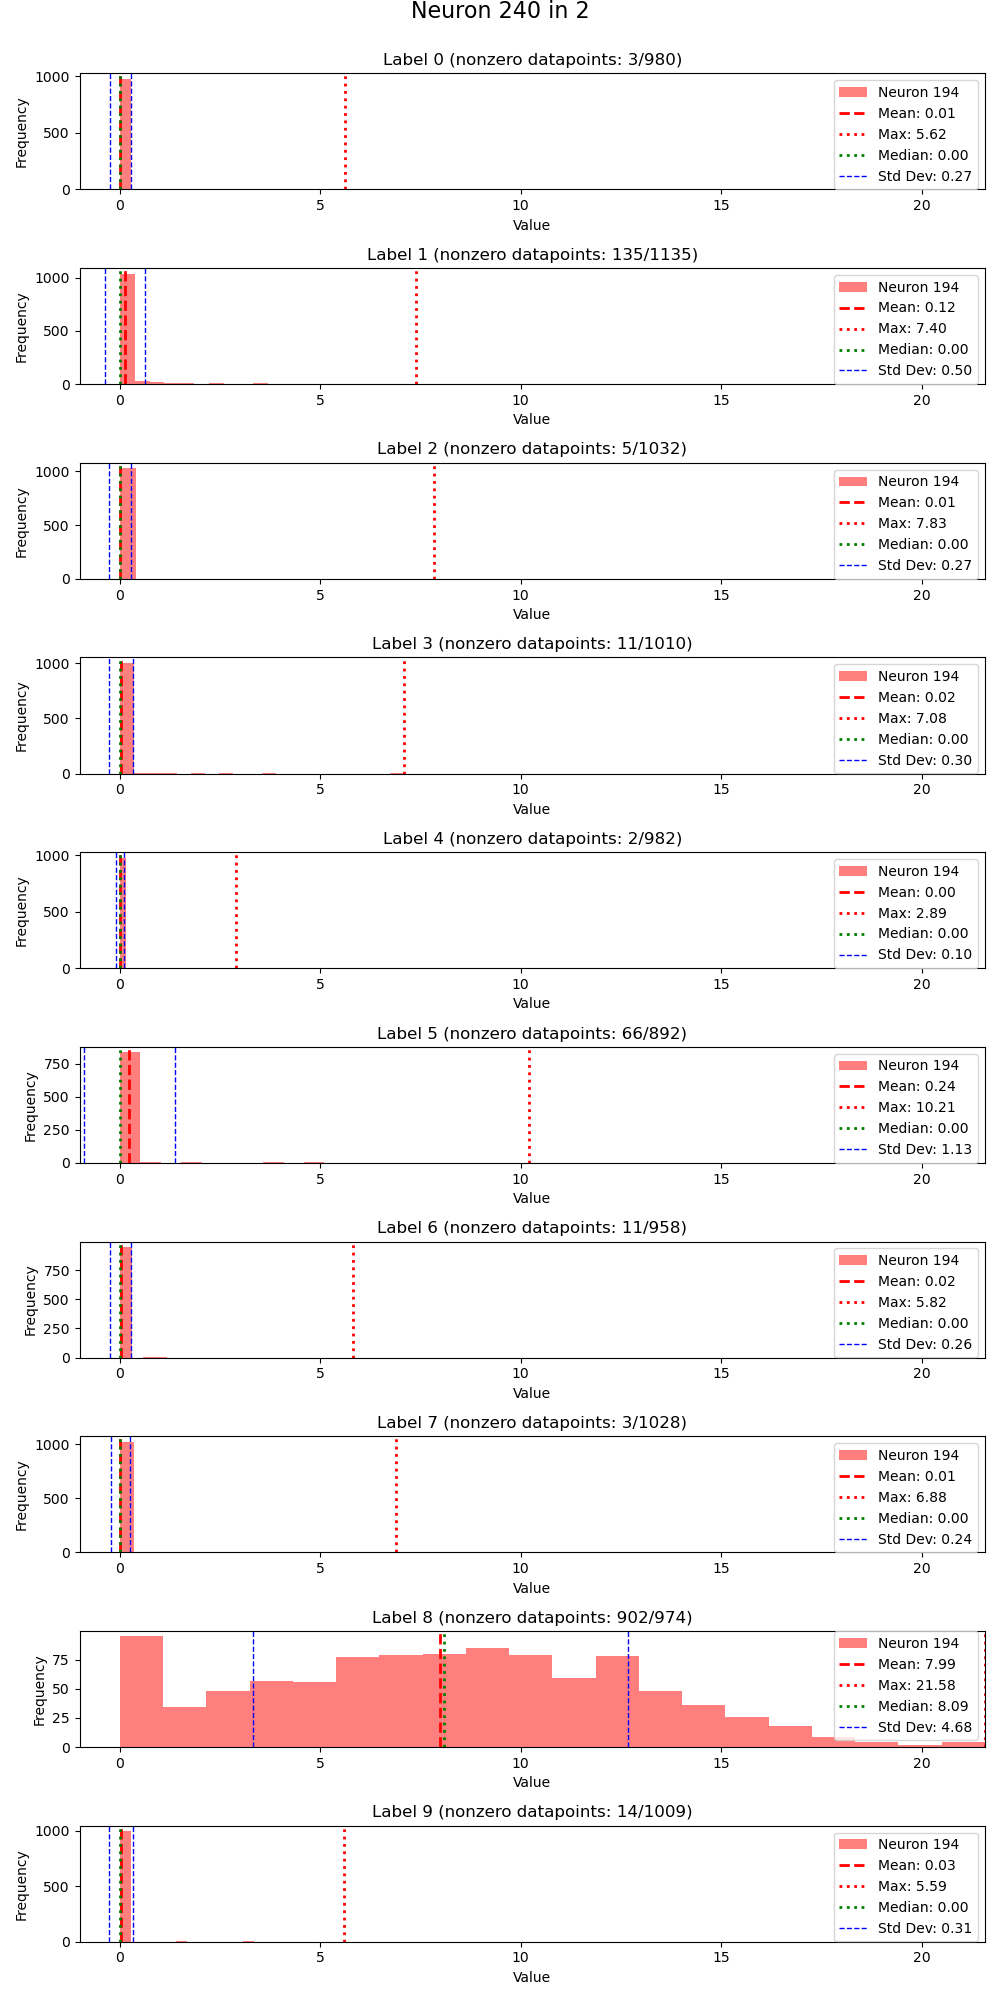 Neuron 240 in 2
Label 0 (nonzero datapoints: 3/980)
Frequency
1000
500
0
Neuron 194
Mean: 0.01
Max: 5.62
Median: 0.00
Std Dev: 0.27
0 5 10 15 20
Value
Label 1 (nonzero datapoints: 135/1135)
Frequency
1000
500
0
Neuron 194
Mean: 0.12
Max: 7.40
Median: 0.00
Std Dev: 0.50
0 5 10 15 20
Value
Label 2 (nonzero datapoints: 5/1032)
Frequency
1000
500
0
Neuron 194
Mean: 0.01
Max: 7.83
Median: 0.00
Std Dev: 0.27
0 5 10 15 20
Value
Label 3 (nonzero datapoints: 11/1010)
Frequency
1000
500
0
Neuron 194
Mean: 0.02
Max: 7.08
Median: 0.00
Std Dev: 0.30
0 5 10 15 20
Value
Label 4 (nonzero datapoints: 2/982)
Frequency
1000
500
0
Neuron 194
Mean: 0.00
Max: 2.89
Median: 0.00
Std Dev: 0.10
0 5 10 15 20
Value
Label 5 (nonzero datapoints: 66/892)
Frequency
750
500
250
0
Neuron 194
Mean: 0.24
Max: 10.21
Median: 0.00
Std Dev: 1.13
0 5 10 15 20
Value
Label 6 (nonzero datapoints: 11/958)
Frequency
750
500
250
0
Neuron 194
Mean: 0.02
Max: 5.82
Median: 0.00
Std Dev: 0.26
0 5 10 15 20
Value
Label 7 (nonzero datapoints: 3/1028)
Frequency
1000
500
0
Neuron 194
Mean: 0.01
Max: 6.88
Median: 0.00
Std Dev: 0.24
0 5 10 15 20
Value
Label 8 (nonzero datapoints: 902/974)
Frequency
75
50
25
0
Neuron 194
Mean: 7.99
Max: 21.58
Median: 8.09
Std Dev: 4.68
0 5 10 15 20
Value
Label 9 (nonzero datapoints: 14/1009)
Frequency
1000
500
0
Neuron 194
Mean: 0.03
Max: 5.59
Median: 0.00
Std Dev: 0.31
0 5 10 15 20
Value